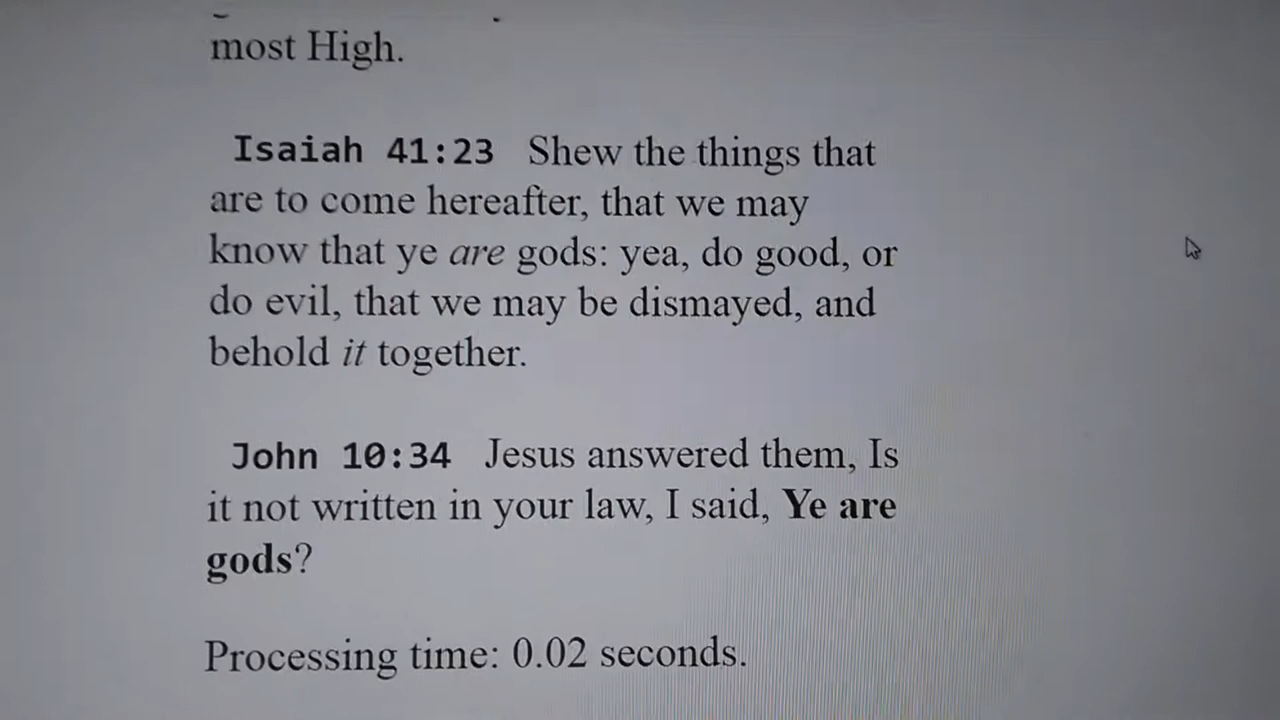 most High.
Isaiah 41:23 Shew the things that
are to come hereafter, that we may
know that ye are gods: yea, do good, or
do evil, that we may be dismayed, and
behold it together.
John 10:34 Jesus answered them, Is
it not written in your law, I said, Ye are
gods?
Processing time: 0.02 seconds.